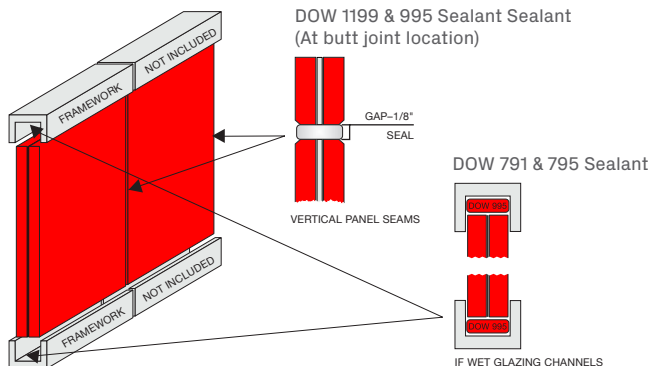 DOW 1199 & 995 Sealant Sealant
(At butt joint location)
NOT INCLUDED
FRAMEWORK
GAP–1/8"
SEAL
VERTICAL PANEL SEAMS
DOW 791 & 795 Sealant
DOW 995
DOW 995
IF WET GLAZING CHANNELS
NOT INCLUDED
FRAMEWORK